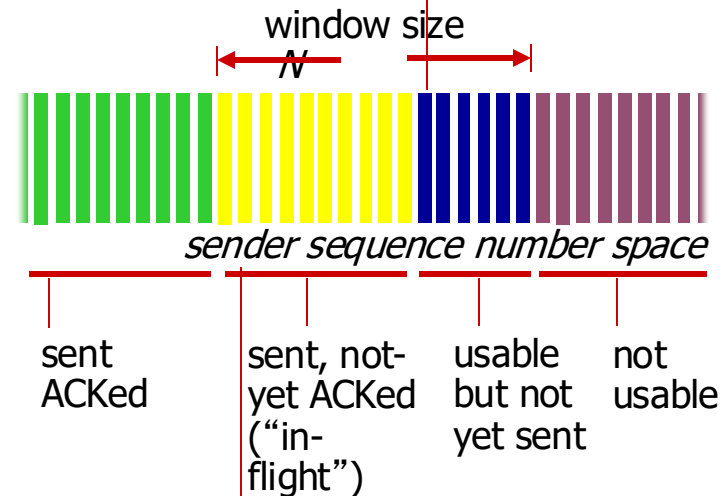 window size
N
sender sequence number space
sent
ACKed
sent, not-
yet ACKed
(“in-
flight”)
usable
but not
yet sent
not
usable